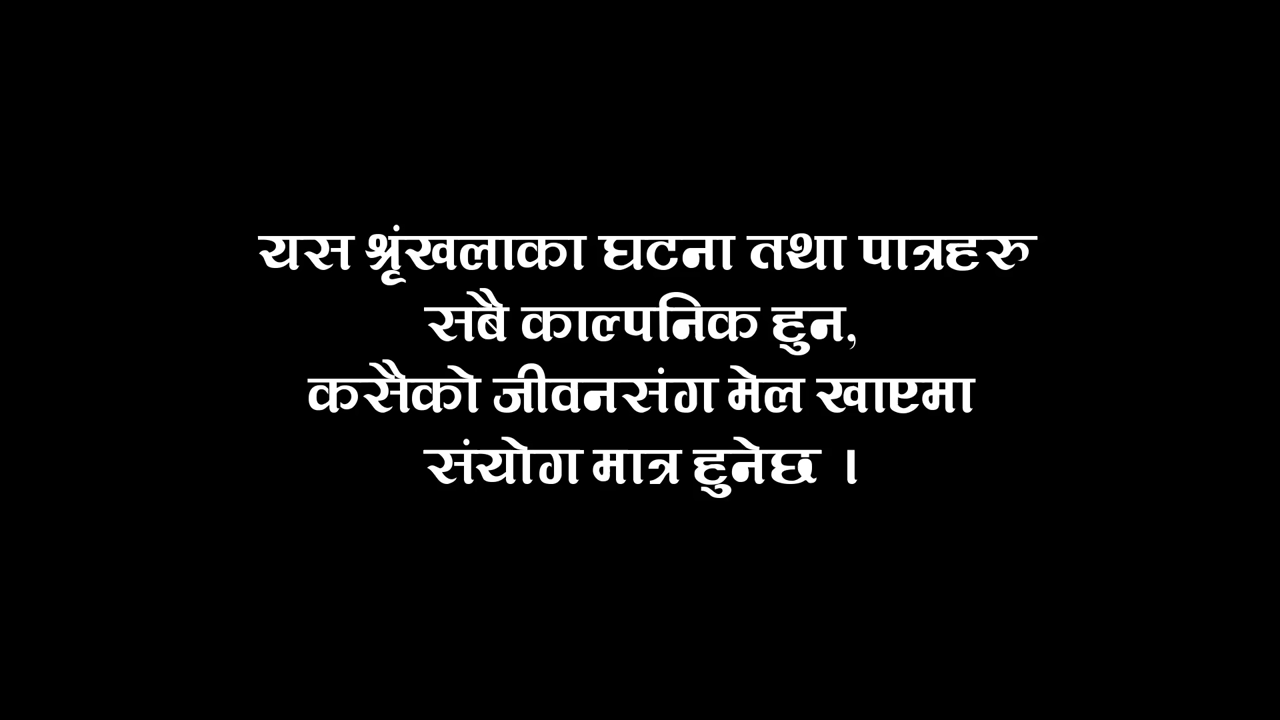 यस श्रृंखलाका घटना तथा पात्रहरु
सबै काल्पनिक हुन,
कसैको जीवनसंग मेल खाएमा
संयोग मात्र हुनेछ ।